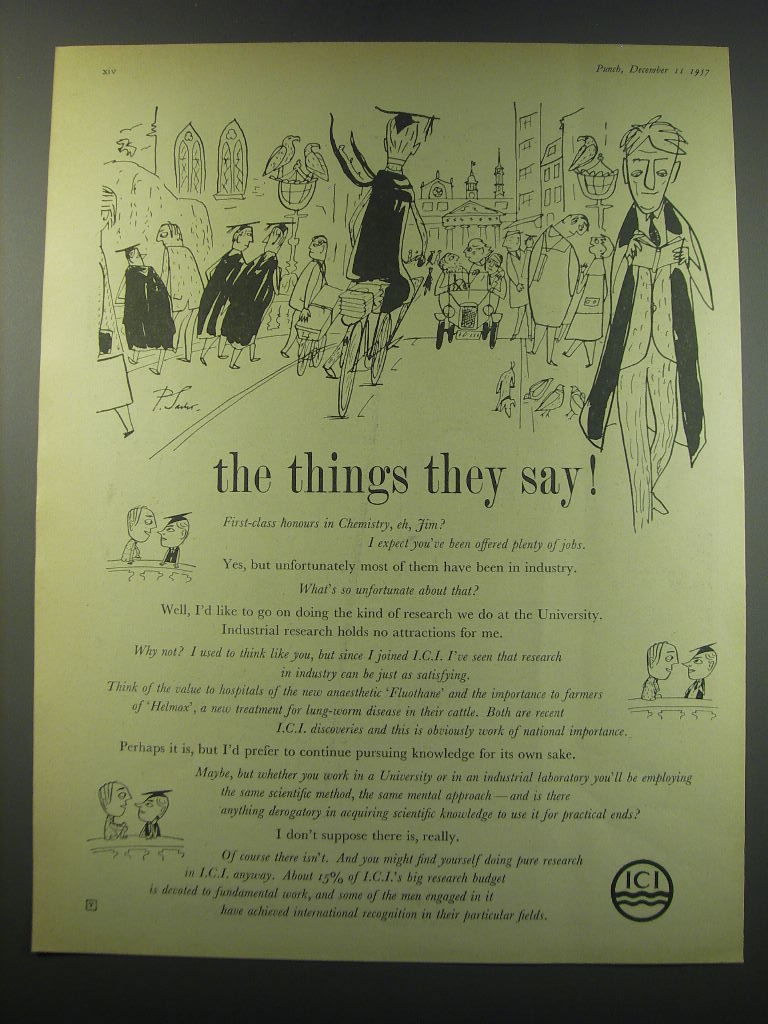 XIV
Punch, December 11 1957
the things they say!
First-class honours in Chemistry, eh, Jim?
I expect you've been offered plenty of jobs.
Yes, but unfortunately most of them have been in industry.
What's so unfortunate about that?
Well, I'd like to go on doing the kind of research we do at the University.
Industrial research holds no attractions for me.
Why not? I used to think like you, but since I joined I.C.I. I've seen that research
in industry can be just as satisfying.
Think of the value to hospitals of the new anaesthetic 'Fluothane' and the importance to farmers
of 'Helmox', a new treatment for lung-worm disease in their cattle. Both are recent
I.C.I. discoveries and this is obviously work of national importance.
Perhaps it is, but I'd prefer to continue pursuing knowledge for its own sake.
Maybe, but whether you work in a University or in an industrial laboratory you'll be employing
the same scientific method, the same mental approach — and is there
anything derogatory in acquiring scientific knowledge to use it for practical ends?
I don't suppose there is, really.
Of course there isn't. And you might find yourself doing pure research
in I.C.I. anyway. About 15% of I.C.I.'s big research budget
is devoted to fundamental work, and some of the men engaged in it
have achieved international recognition in their particular fields.
ICI